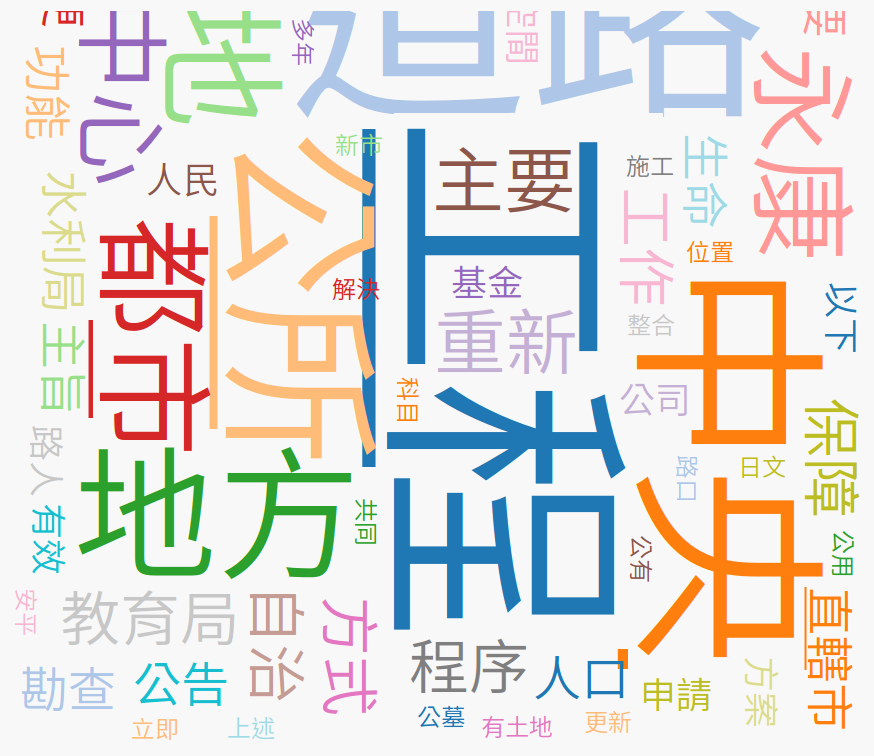 中心
地
道路
多年
空間
永康
功能
新市
人民
主要
施工
生命
水利局
公所
工程
工作
位置
都市
解決
基金
以下
重新
整合
中央
主旨
科目
公司
保障
路人
地方
路口
日文
有效
共同
公有
公用
安平
教育局
自治
方式
程序
人口
直轄市
勘查
公告
申請
方案
立即
上述
公墓
有土地
更新